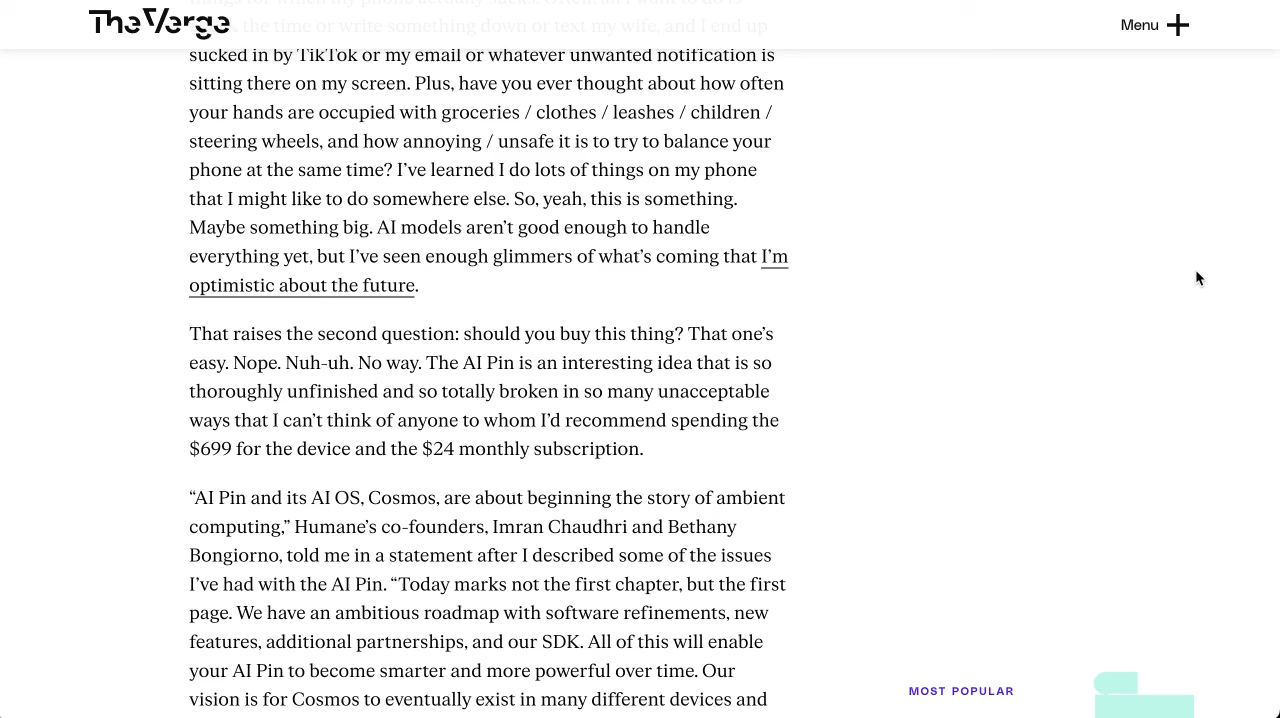 The Verge
Menu
the time or write something down or text my wife, and I end up
sucked in by TikTok or my email or whatever unwanted notification is
sitting there on my screen. Plus, have you ever thought about how often
your hands are occupied with groceries / clothes / leashes / children /
steering wheels, and how annoying / unsafe it is to try to balance your
phone at the same time? I’ve learned I do lots of things on my phone
that I might like to do somewhere else. So, yeah, this is something.
Maybe something big. AI models aren’t good enough to handle
everything yet, but I’ve seen enough glimmers of what’s coming that I’m
optimistic about the future.
That raises the second question: should you buy this thing? That one’s
easy. Nope. Nuh-uh. No way. The AI Pin is an interesting idea that is so
thoroughly unfinished and so totally broken in so many unacceptable
ways that I can’t think of anyone to whom I’d recommend spending the
$699 for the device and the $24 monthly subscription.
“AI Pin and its AI OS, Cosmos, are about beginning the story of ambient
computing,” Humane’s co-founders, Imran Chaudhri and Bethany
Bongiorno, told me in a statement after I described some of the issues
I’ve had with the AI Pin. “Today marks not the first chapter, but the first
page. We have an ambitious roadmap with software refinements, new
features, additional partnerships, and our SDK. All of this will enable
your AI Pin to become smarter and more powerful over time. Our
vision is for Cosmos to eventually exist in many different devices and
MOST POPULAR